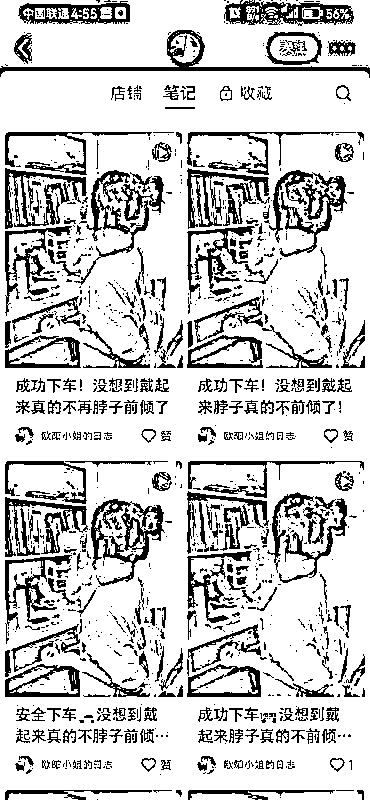 中国联通4:55
56%
店铺 笔记 收藏
成功下车！没想到戴起
来真的不再脖子前倾了
欧阳小姐的日志 赞
成功下车！没想到戴起
来脖子真的不前倾了！
欧阳小姐的日志 赞
安全下车 没想到戴
起来真的不脖子前倾…
欧阳小姐的日志 赞
成功下车 没想到戴
起来脖子真的不前倾…
欧阳小姐的日志 1